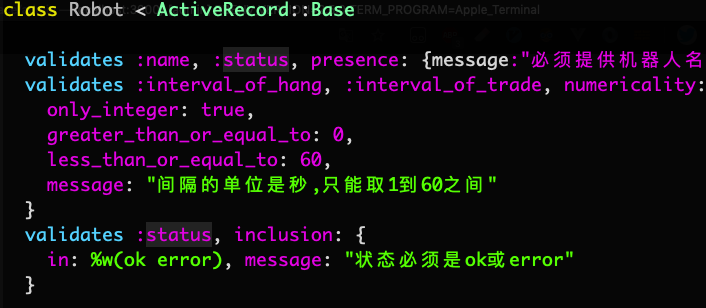 class Robot < ActiveRecord::Base
validates :name, :status, presence: {message:"必须提供机器人名
validates :interval_of_hang, :interval_of_trade, numericality:
only_integer: true,
greater_than_or_equal_to: 0,
less_than_or_equal_to: 60,
message: "间隔的单位是秒,只能取1到60之间"
}
validates :status, inclusion: {
in: %w(ok error), message: "状态必须是ok或error"
}